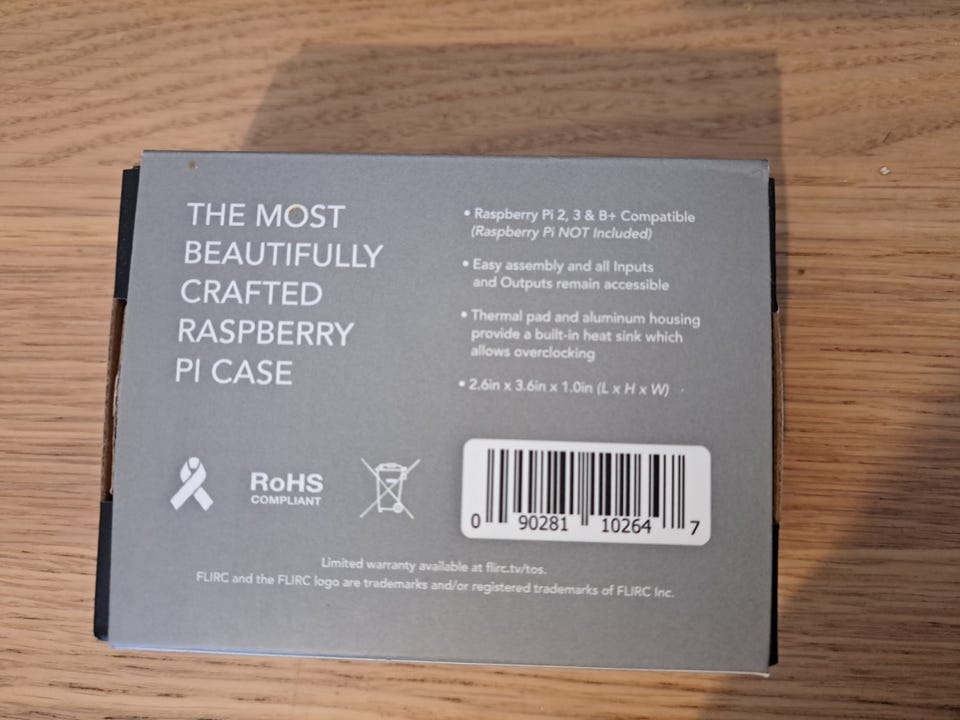 THE MOST
BEAUTIFULLY
CRAFTED
RASPBERRY
PI CASE
• Raspberry Pi 2, 3 & B+ Compatible
(Raspberry Pi NOT Included)
• Easy assembly and all Inputs
and Outputs remain accessible
• Thermal pad and aluminum housing
provide a built-in heat sink which
allows overclocking
• 2.6in x 3.6in x 1.0in (L x H x W)
RoHS
COMPLIANT
0 90281 10264 7
Limited warranty available at flirc.tv/tos.
FLIRC and the FLIRC logo are trademarks and/or registered trademarks of FLIRC Inc.